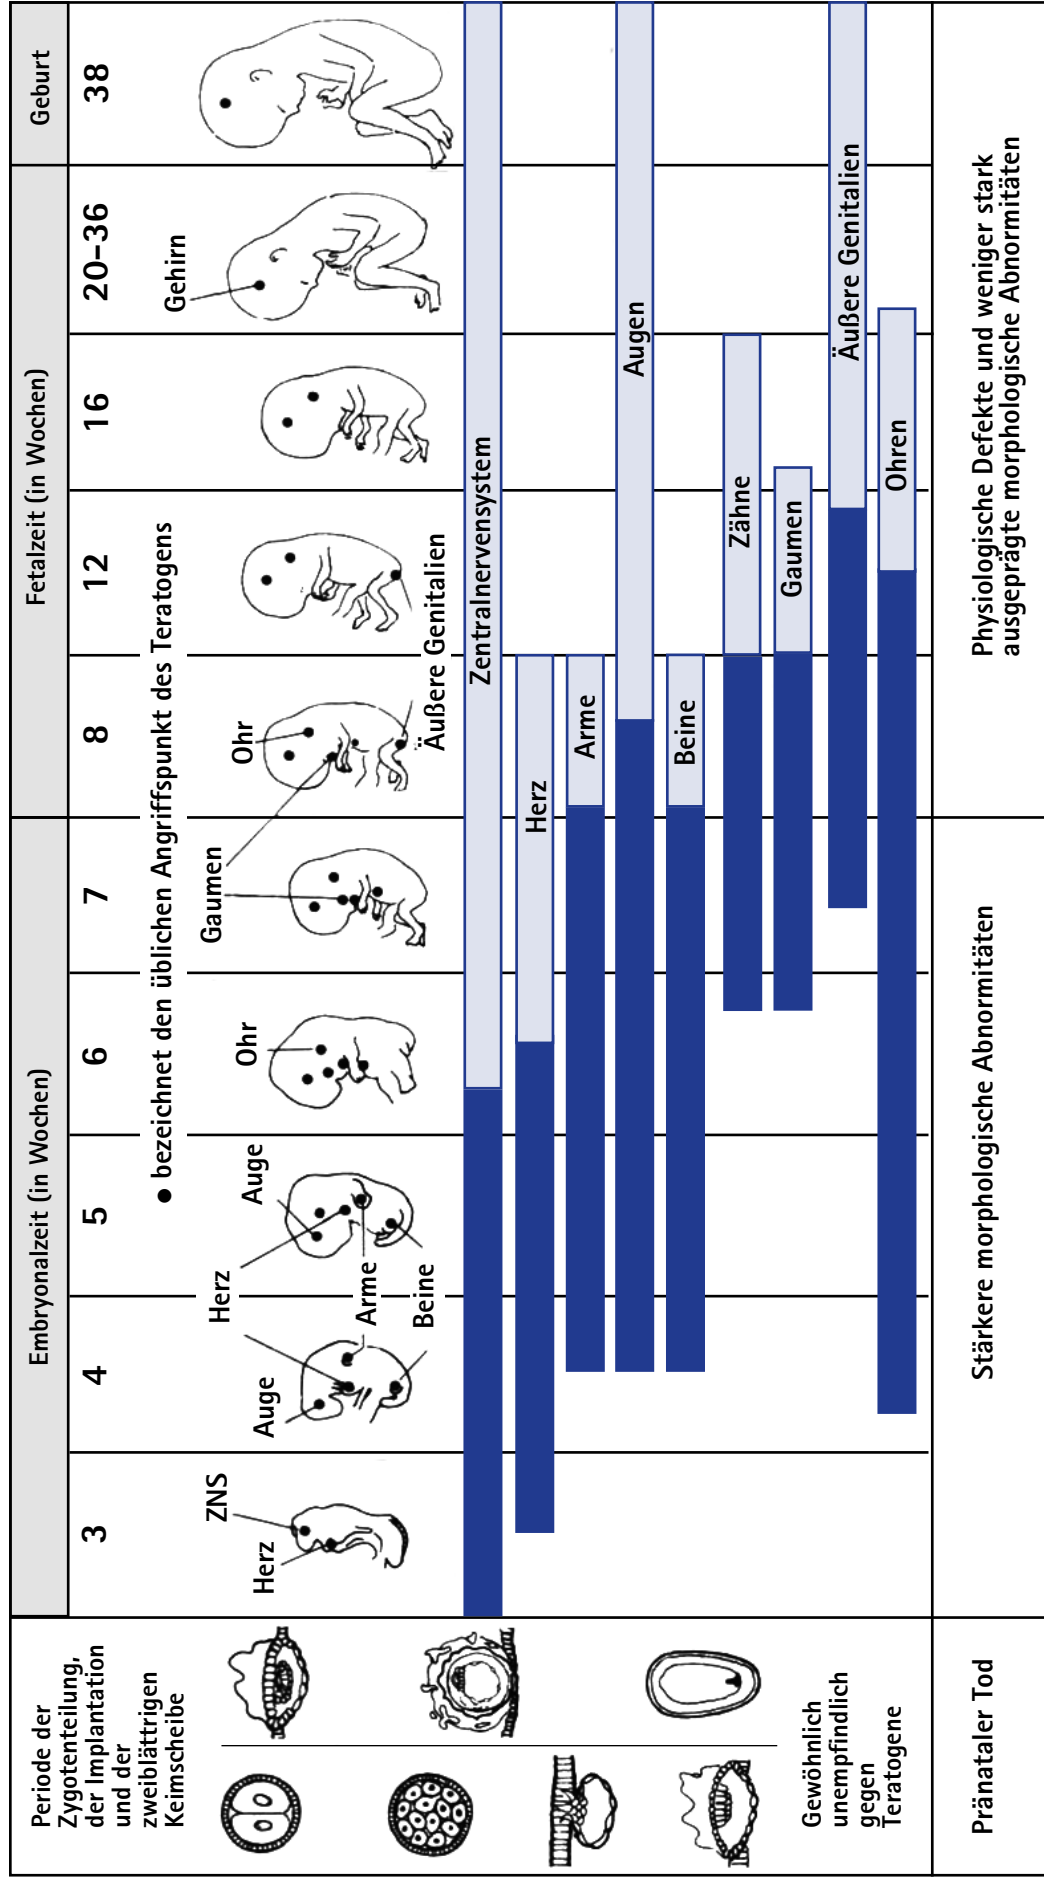 Periode der
Zygotenteilung,
der Implantation
und der
zweiblättrigen
Keimscheibe
Embryonalzeit (in Wochen)
Fetalzeit (in Wochen)
Geburt
3
4
5
6
7
8
12
16
20–36
38
● bezeichnet den üblichen Angriffspunkt des Teratogens
ZNS
Herz
Auge
Herz
Auge
Arme
Beine
Ohr
Gaumen
Ohr
Äußere Genitalien
Gehirn
Zentralnervensystem
Herz
Arme
Augen
Beine
Zähne
Gaumen
Äußere Genitalien
Ohren
Gewöhnlich
unempfindlich
gegen
Teratogene
Pränataler Tod
Stärkere morphologische Abnormitäten
Physiologische Defekte und weniger stark
ausgeprägte morphologische Abnormitäten